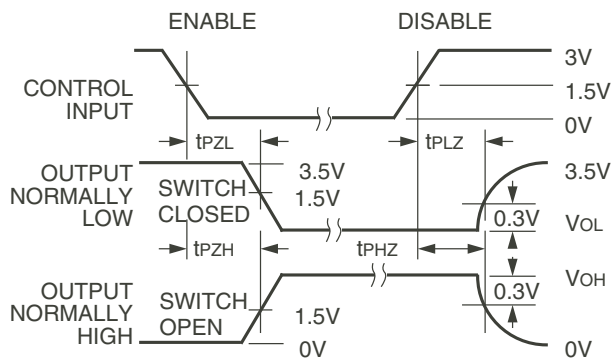 ENABLE DISABLE
3V
CONTROL INPUT 1.5V
0V
tPZL tPLZ
OUTPUT NORMALLY LOW
SWITCH CLOSED
3.5V 3.5V
1.5V
0.3V VOL
tPZH tPHZ
OUTPUT NORMALLY HIGH
SWITCH OPEN
VOH
0.3V
1.5V
0V 0V